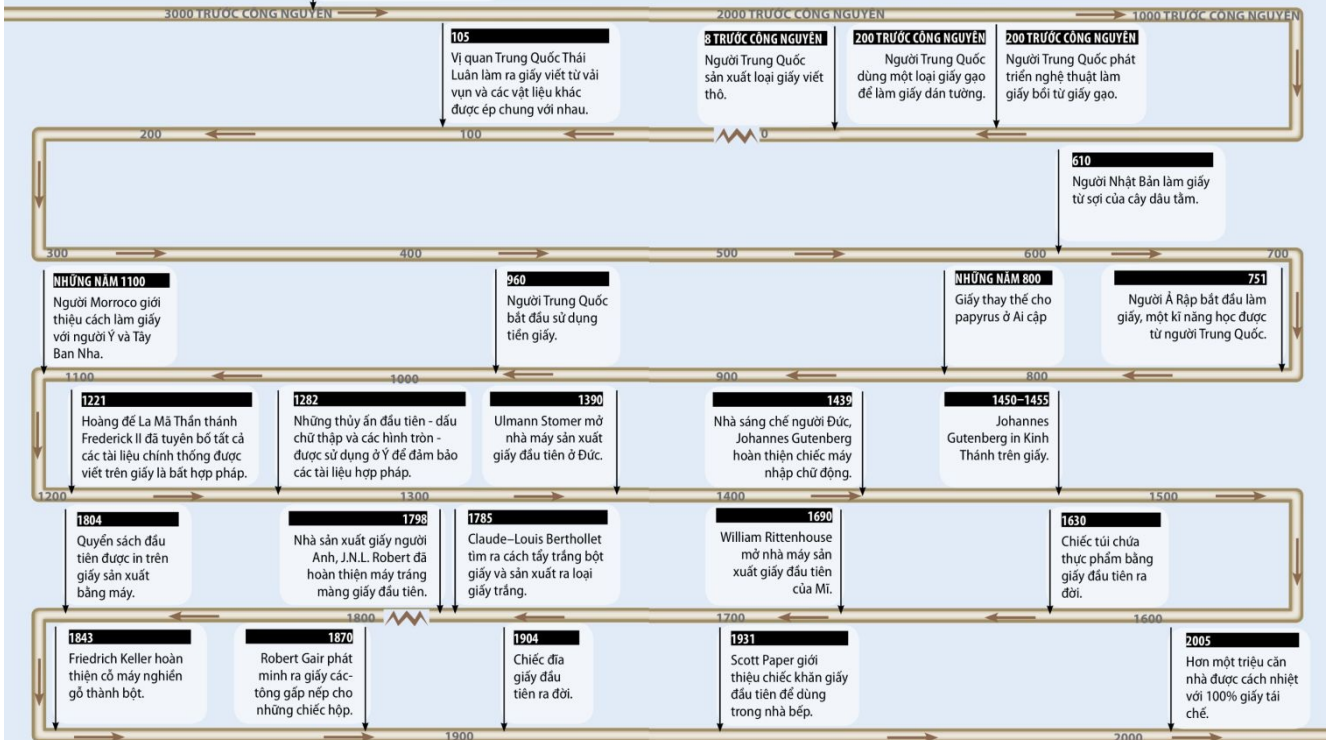 3000 TRƯỚC CÔNG NGUYÊN
2000 TRƯỚC CÔNG NGUYÊN
1000 TRƯỚC CÔNG NGUYÊN
105
Vị quan Trung Quốc Thái
Luân làm ra giấy viết từ vải
vụn và các vật liệu khác
được ép chung với nhau.
8 TRƯỚC CÔNG NGUYÊN
Người Trung Quốc
sản xuất loại giấy viết
thô.
200 TRƯỚC CÔNG NGUYÊN
Người Trung Quốc
dùng một loại giấy gạo
để làm giấy dán tường.
200 TRƯỚC CÔNG NGUYÊN
Người Trung Quốc phát
triển nghệ thuật làm
giấy bồi từ giấy gạo.
200
100
0
610
Người Nhật Bản làm giấy
từ sợi của cây dâu tằm.
300
400
500
600
700
NHỮNG NĂM 1100
Người Morroco giới
thiệu cách làm giấy
với người Ý và Tây
Ban Nha.
960
Người Trung Quốc
bắt đầu sử dụng
tiền giấy.
NHỮNG NĂM 800
Giấy thay thế cho
papyrus ở Ai cập
751
Người Ả Rập bắt đầu làm
giấy, một kĩ năng học được
từ người Trung Quốc.
1100
1000
900
800
1221
Hoàng đế La Mã Thần thánh
Frederick II đã tuyên bố tất cả
các tài liệu chính thống được
viết trên giấy là bất hợp pháp.
1282
Những thủy ấn đầu tiên - dấu
chữ thập và các hình tròn -
được sử dụng ở Ý để đảm bảo
các tài liệu hợp pháp.
1390
Ulmann Stomer mở
nhà máy sản xuất
giấy đầu tiên ở Đức.
1439
Nhà sáng chế người Đức,
Johannes Gutenberg
hoàn thiện chiếc máy
nhập chữ động.
1450–1455
Johannes
Gutenberg in Kinh
Thánh trên giấy.
1200
1300
1400
1500
1804
Quyển sách đầu
tiên được in trên
giấy sản xuất
bằng máy.
1798
Nhà sản xuất giấy người
Anh, J.N.L. Robert đã
hoàn thiện máy tráng
màng giấy đầu tiên.
1785
Claude–Louis Berthollet
tìm ra cách tẩy trắng bột
giấy và sản xuất ra loại
giấy trắng.
1690
William Rittenhouse
mở nhà máy sản
xuất giấy đầu tiên
của Mĩ.
1630
Chiếc túi chứa
thực phẩm bằng
giấy đầu tiên ra
đời.
1800
1700
1600
1843
Friedrich Keller hoàn
thiện cỗ máy nghiền
gỗ thành bột.
1870
Robert Gair phát
minh ra giấy các-
tông gấp nếp cho
những chiếc hộp.
1904
Chiếc đĩa
giấy đầu
tiên ra đời.
1931
Scott Paper giới
thiệu chiếc khăn giấy
đầu tiên để dùng
trong nhà bếp.
2005
Hơn một triệu căn
nhà được cách nhiệt
với 100% giấy tái
chế.
1900
2000